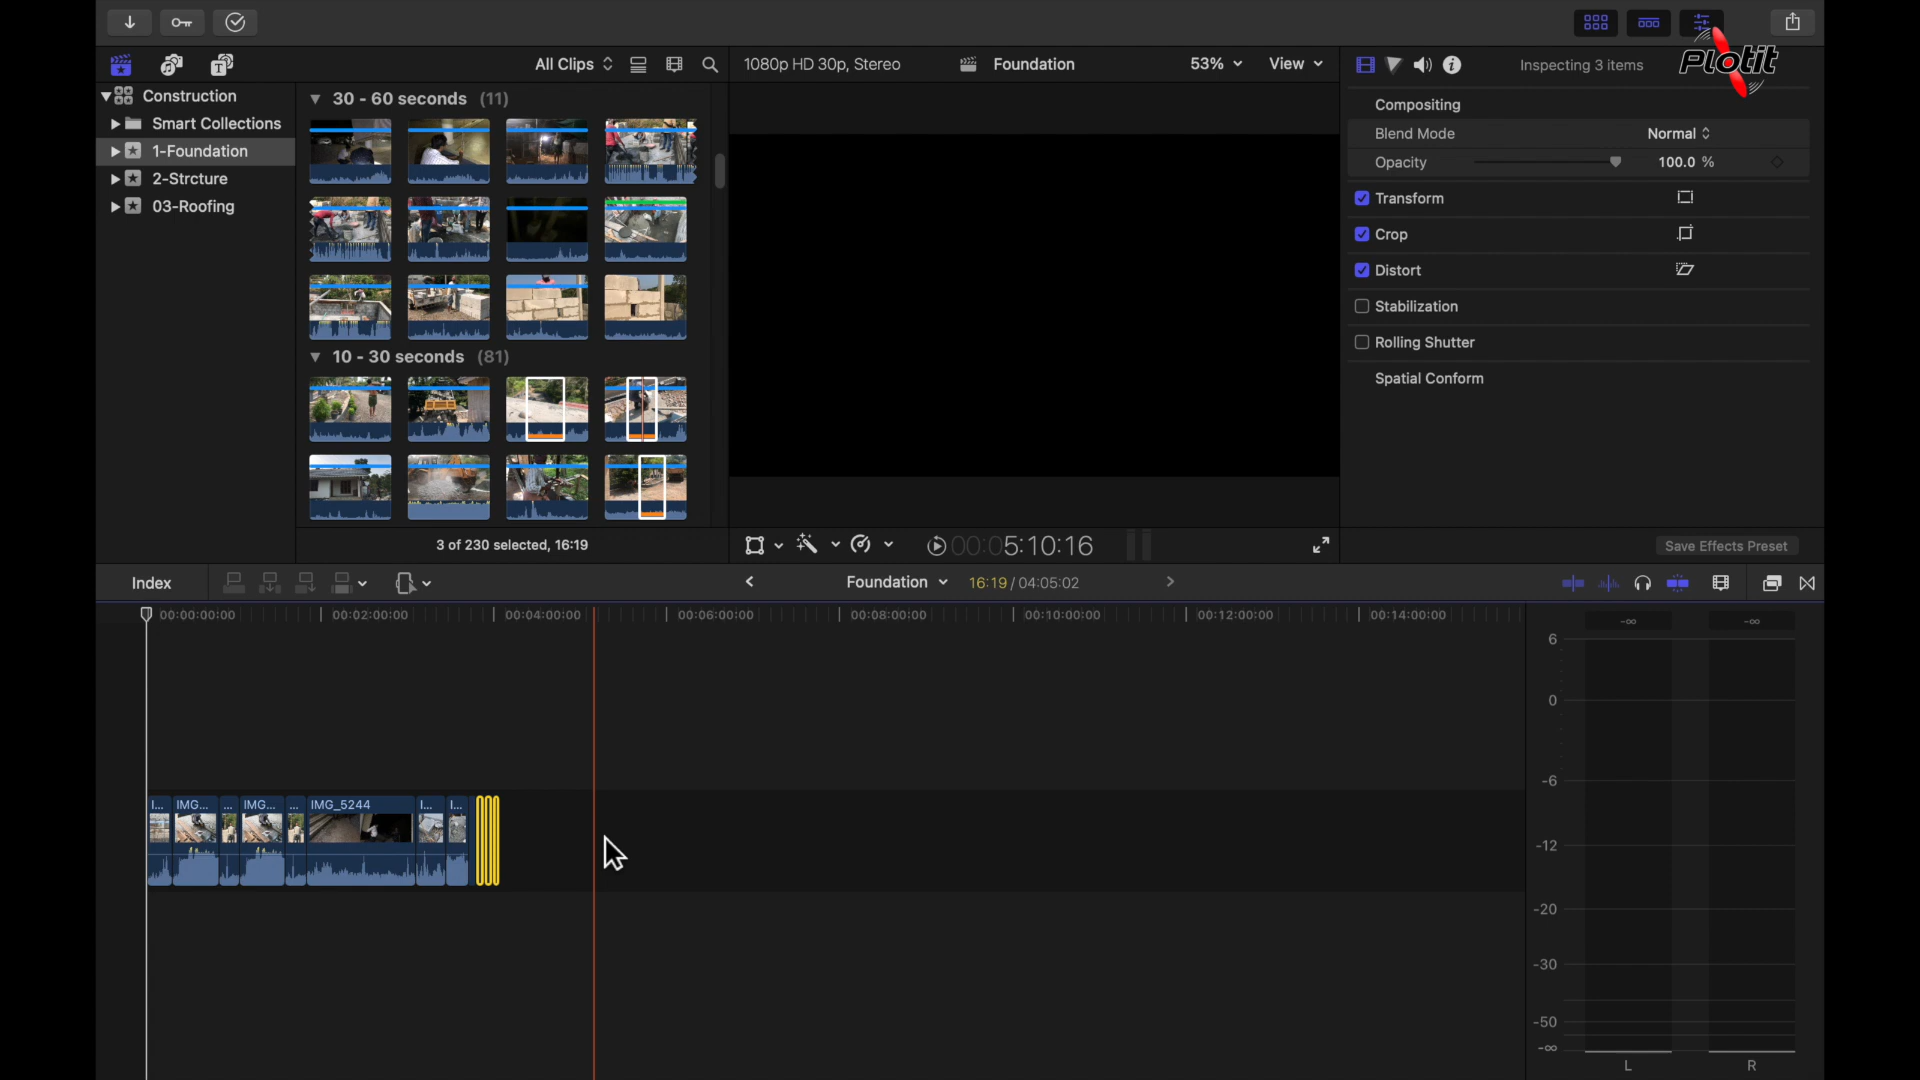 All Clips
1080p HD 30p, Stereo
Foundation
53%
View
Inspecting 3 items
Plotit
Construction
Smart Collections
1-Foundation
2-Strcture
03-Roofing
30 - 60 seconds (11)
10 - 30 seconds (81)
3 of 230 selected, 16:19
Compositing
Blend Mode
Normal
Opacity
100.0 %
Transform
Crop
Distort
Stabilization
Rolling Shutter
Spatial Conform
00:05:10:16
Save Effects Preset
Index
Foundation
16:19 / 04:05:02
00:00:00:00
00:02:00:00
00:04:00:00
00:06:00:00
00:08:00:00
00:10:00:00
00:12:00:00
00:14:00:00
I...
IMG...
...
IMG...
...
IMG_5244
I...
I...
-∞
-∞
6
0
-6
-12
-20
-30
-50
-∞
L
R